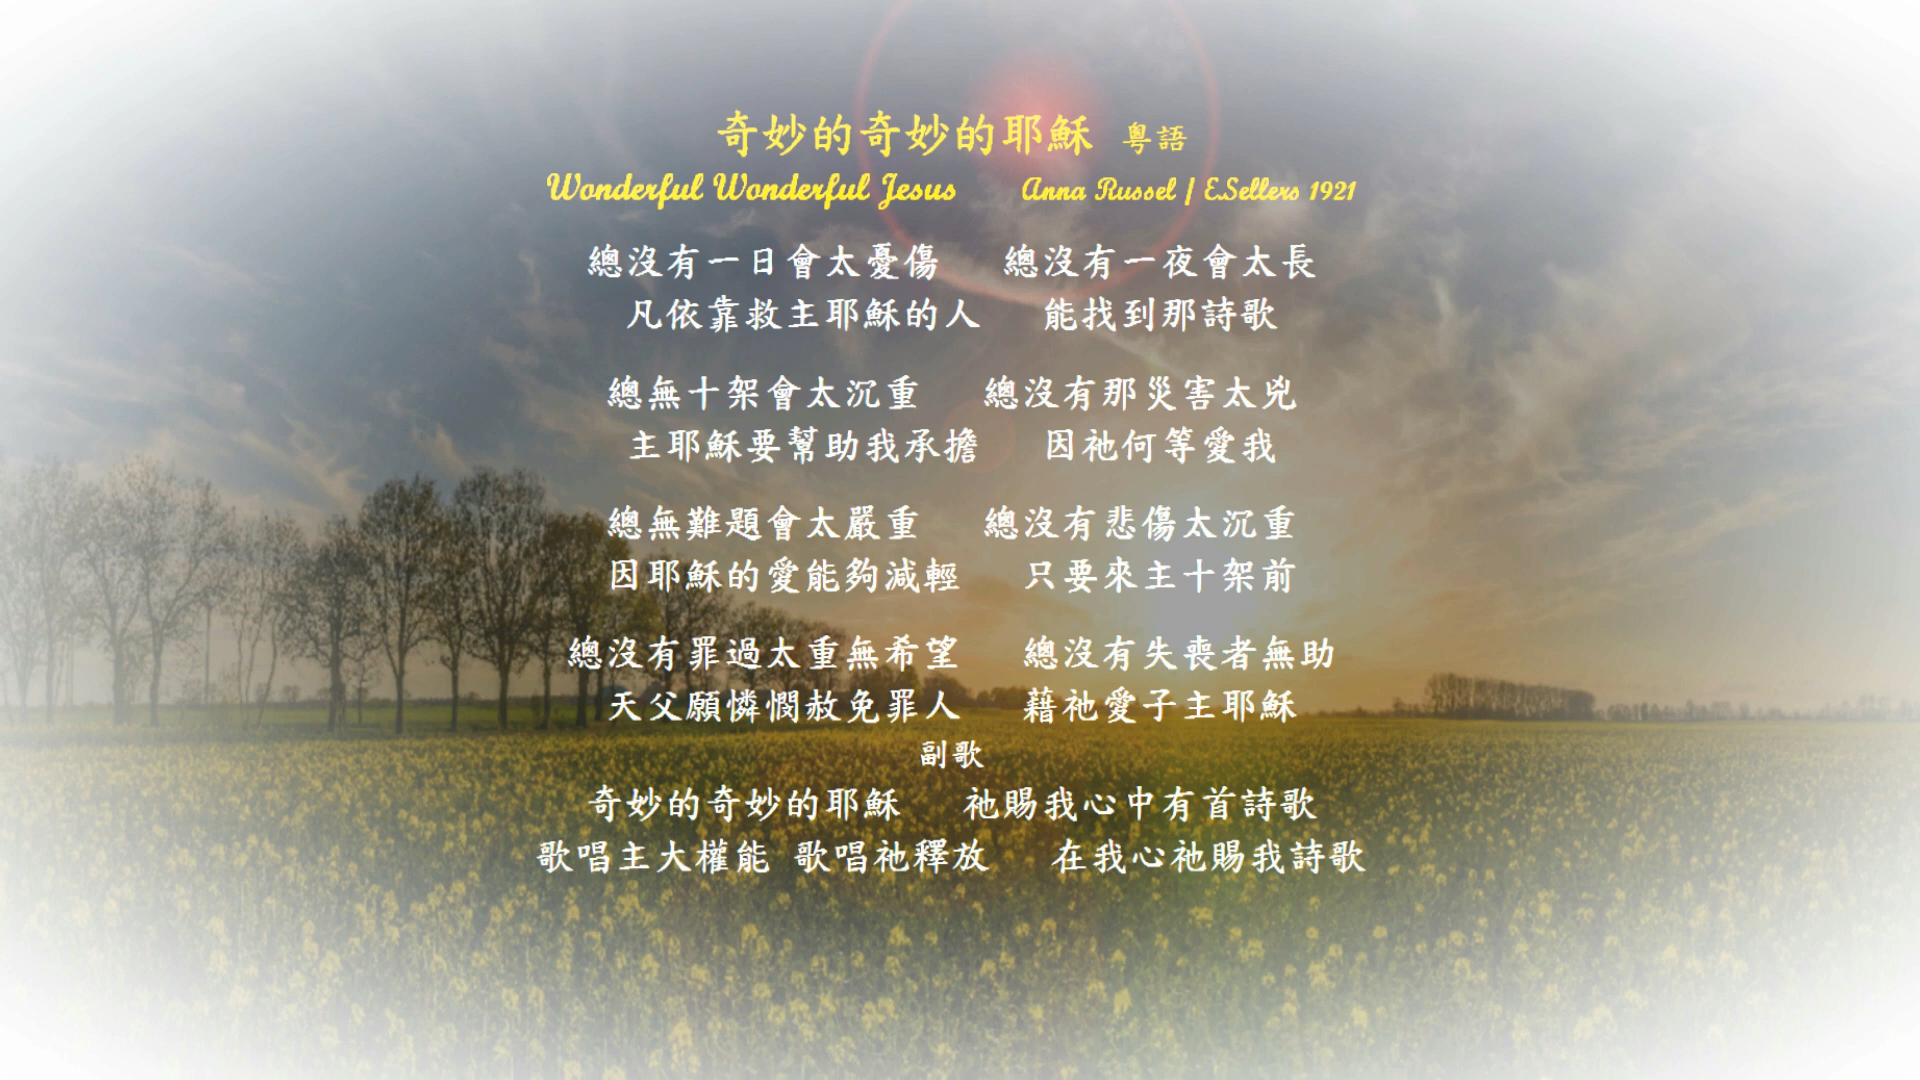 奇妙的奇妙的耶穌 粵語
Wonderful Wonderful Jesus Anna Russel / E.Sellers 1921
總沒有一日會太憂傷 總沒有一夜會太長
凡依靠救主耶穌的人 能找到那詩歌
總無十架會太沉重 總沒有那災害太兇
主耶穌要幫助我承擔 因祂何等愛我
總無難題會太嚴重 總沒有悲傷太沉重
因耶穌的愛能夠減輕 只要來主十架前
總沒有罪過太重無希望 總沒有失喪者無助
天父願憐憫赦免罪人 藉祂愛子主耶穌
副歌
奇妙的奇妙的耶穌 祂賜我心中有首詩歌
歌唱主大權能 歌唱祂釋放 在我心祂賜我詩歌